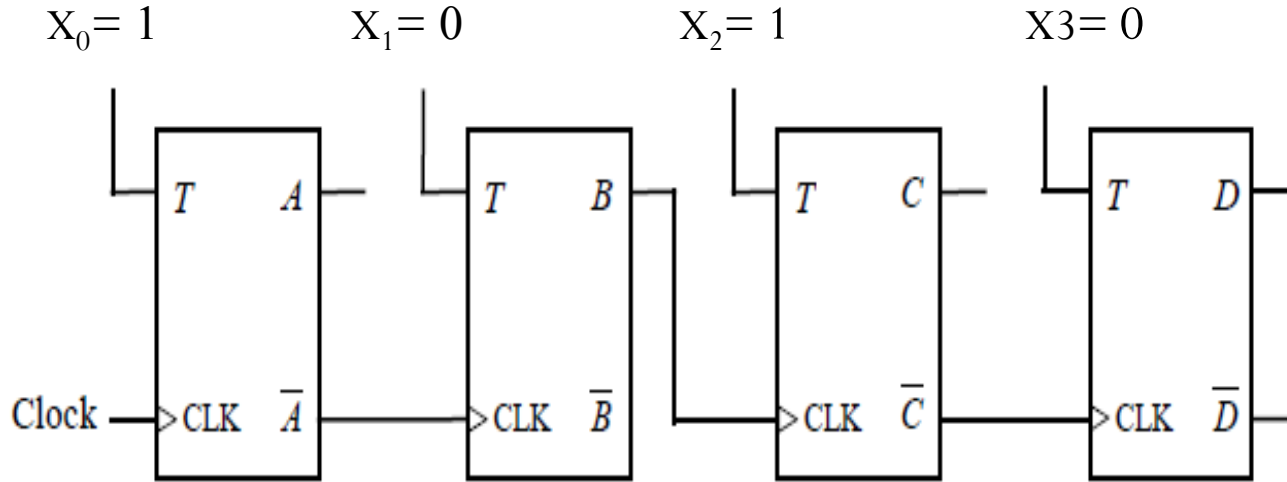 X₀= 1 X₁= 0 X₂= 1 X3= 0
T A T B T C T D
Clock CLK A̅ CLK B̅ CLK C̅ CLK D̅